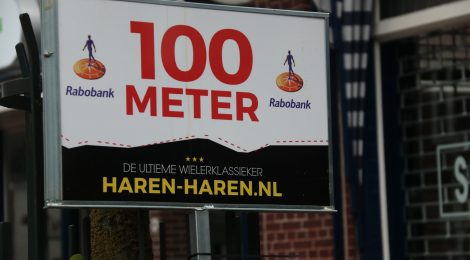 100
METER
Rabobank
Rabobank
DE ULTIEME WIELERKLASSIEKER
HAREN-HAREN.NL
S